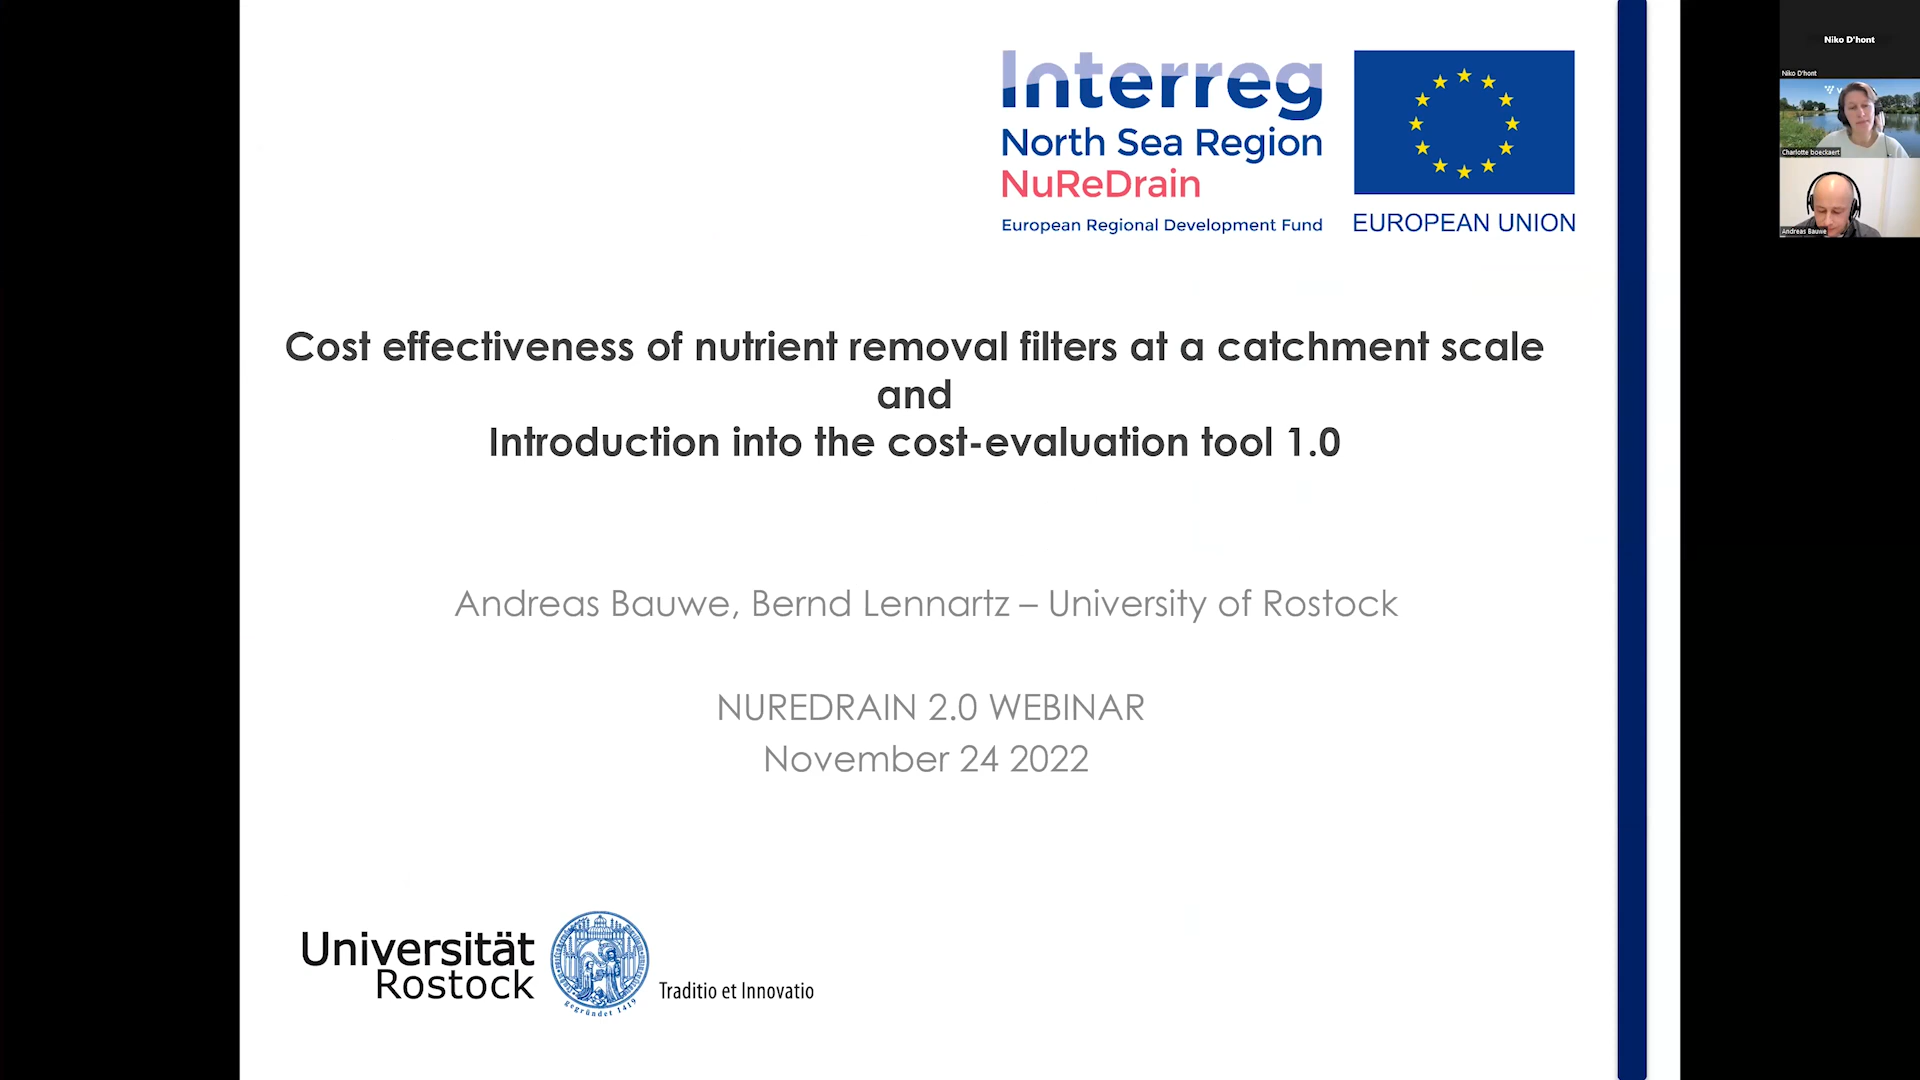 Interreg
North Sea Region
NuReDrain
European Regional Development Fund
EUROPEAN UNION
Cost effectiveness of nutrient removal filters at a catchment scale
and
Introduction into the cost-evaluation tool 1.0
Andreas Bauwe, Bernd Lennartz – University of Rostock
NUREDRAIN 2.0 WEBINAR
November 24 2022
Universität
Rostock
gegründet 1419
Traditio et Innovatio
Niko D'hont
Niko D'hont
Charlotte boeckaert
Andreas Bauwe